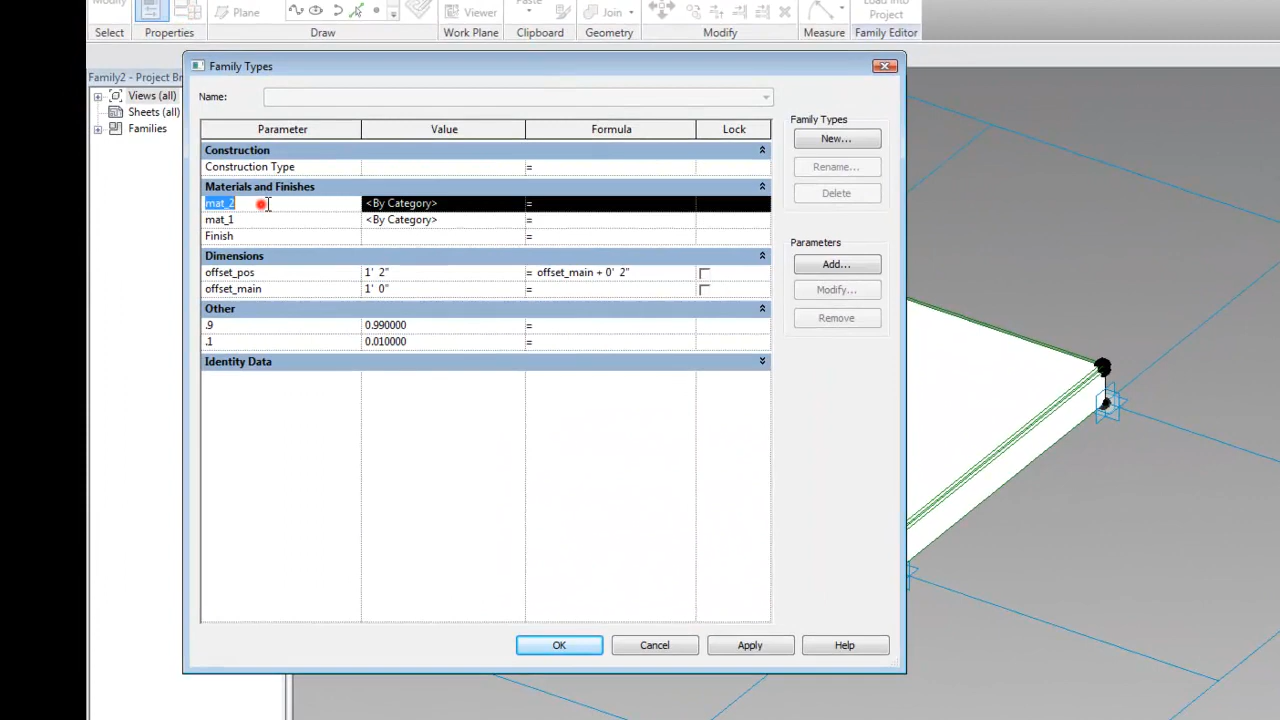 Modify
Plane
Viewer
Paste
Join
Load into
Project
Select
Properties
Draw
Work Plane
Clipboard
Geometry
Modify
Measure
Family Editor
Family2 - Project Br
Views (all)
Sheets (all)
Families
Family Types
Name:
Parameter Value Formula Lock
Construction
Construction Type =
Materials and Finishes
mat_2 <By Category> =
mat_1 <By Category> =
Finish =
Dimensions
offset_pos 1' 2" = offset_main + 0' 2"
offset_main 1' 0" =
Other
.9 0.990000 =
.1 0.010000 =
Identity Data
Family Types
New...
Rename...
Delete
Parameters
Add...
Modify...
Remove
OK
Cancel
Apply
Help